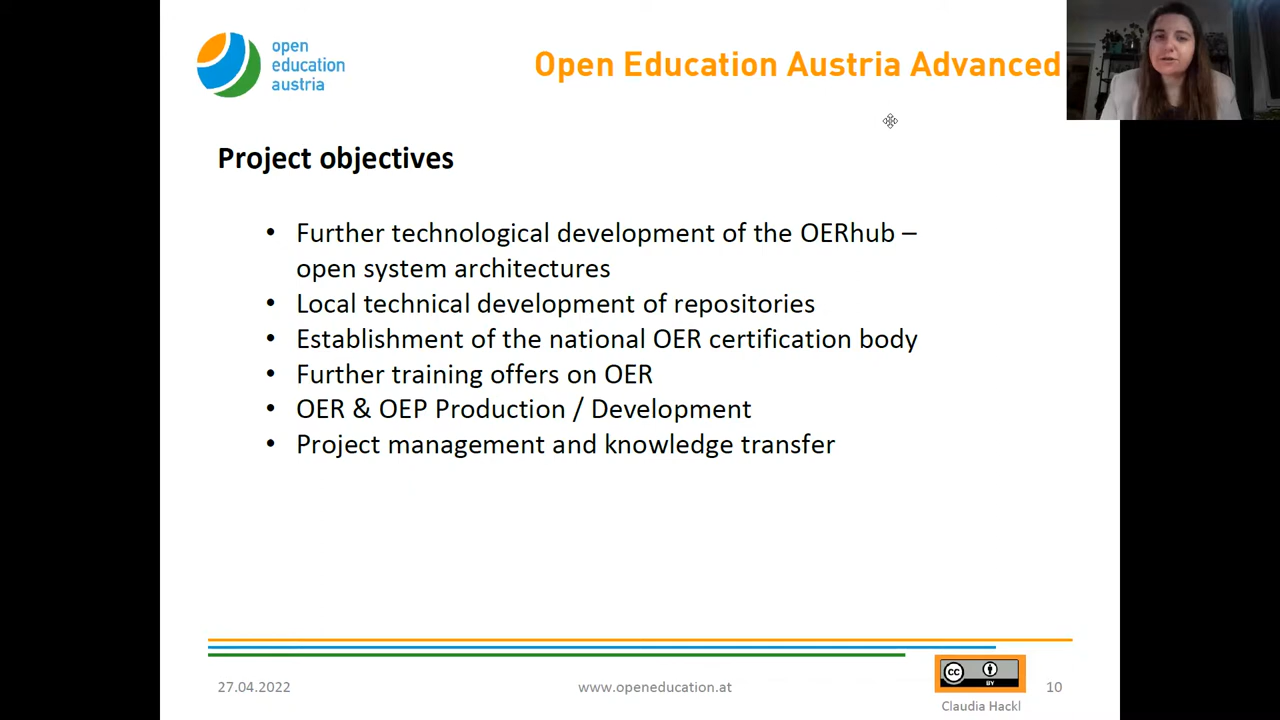 open
education
austria
Open Education Austria Advanced
Project objectives
• Further technological development of the OERhub –
open system architectures
• Local technical development of repositories
• Establishment of the national OER certification body
• Further training offers on OER
• OER & OEP Production / Development
• Project management and knowledge transfer
27.04.2022
www.openeducation.at
cc
BY
Claudia Hackl
10